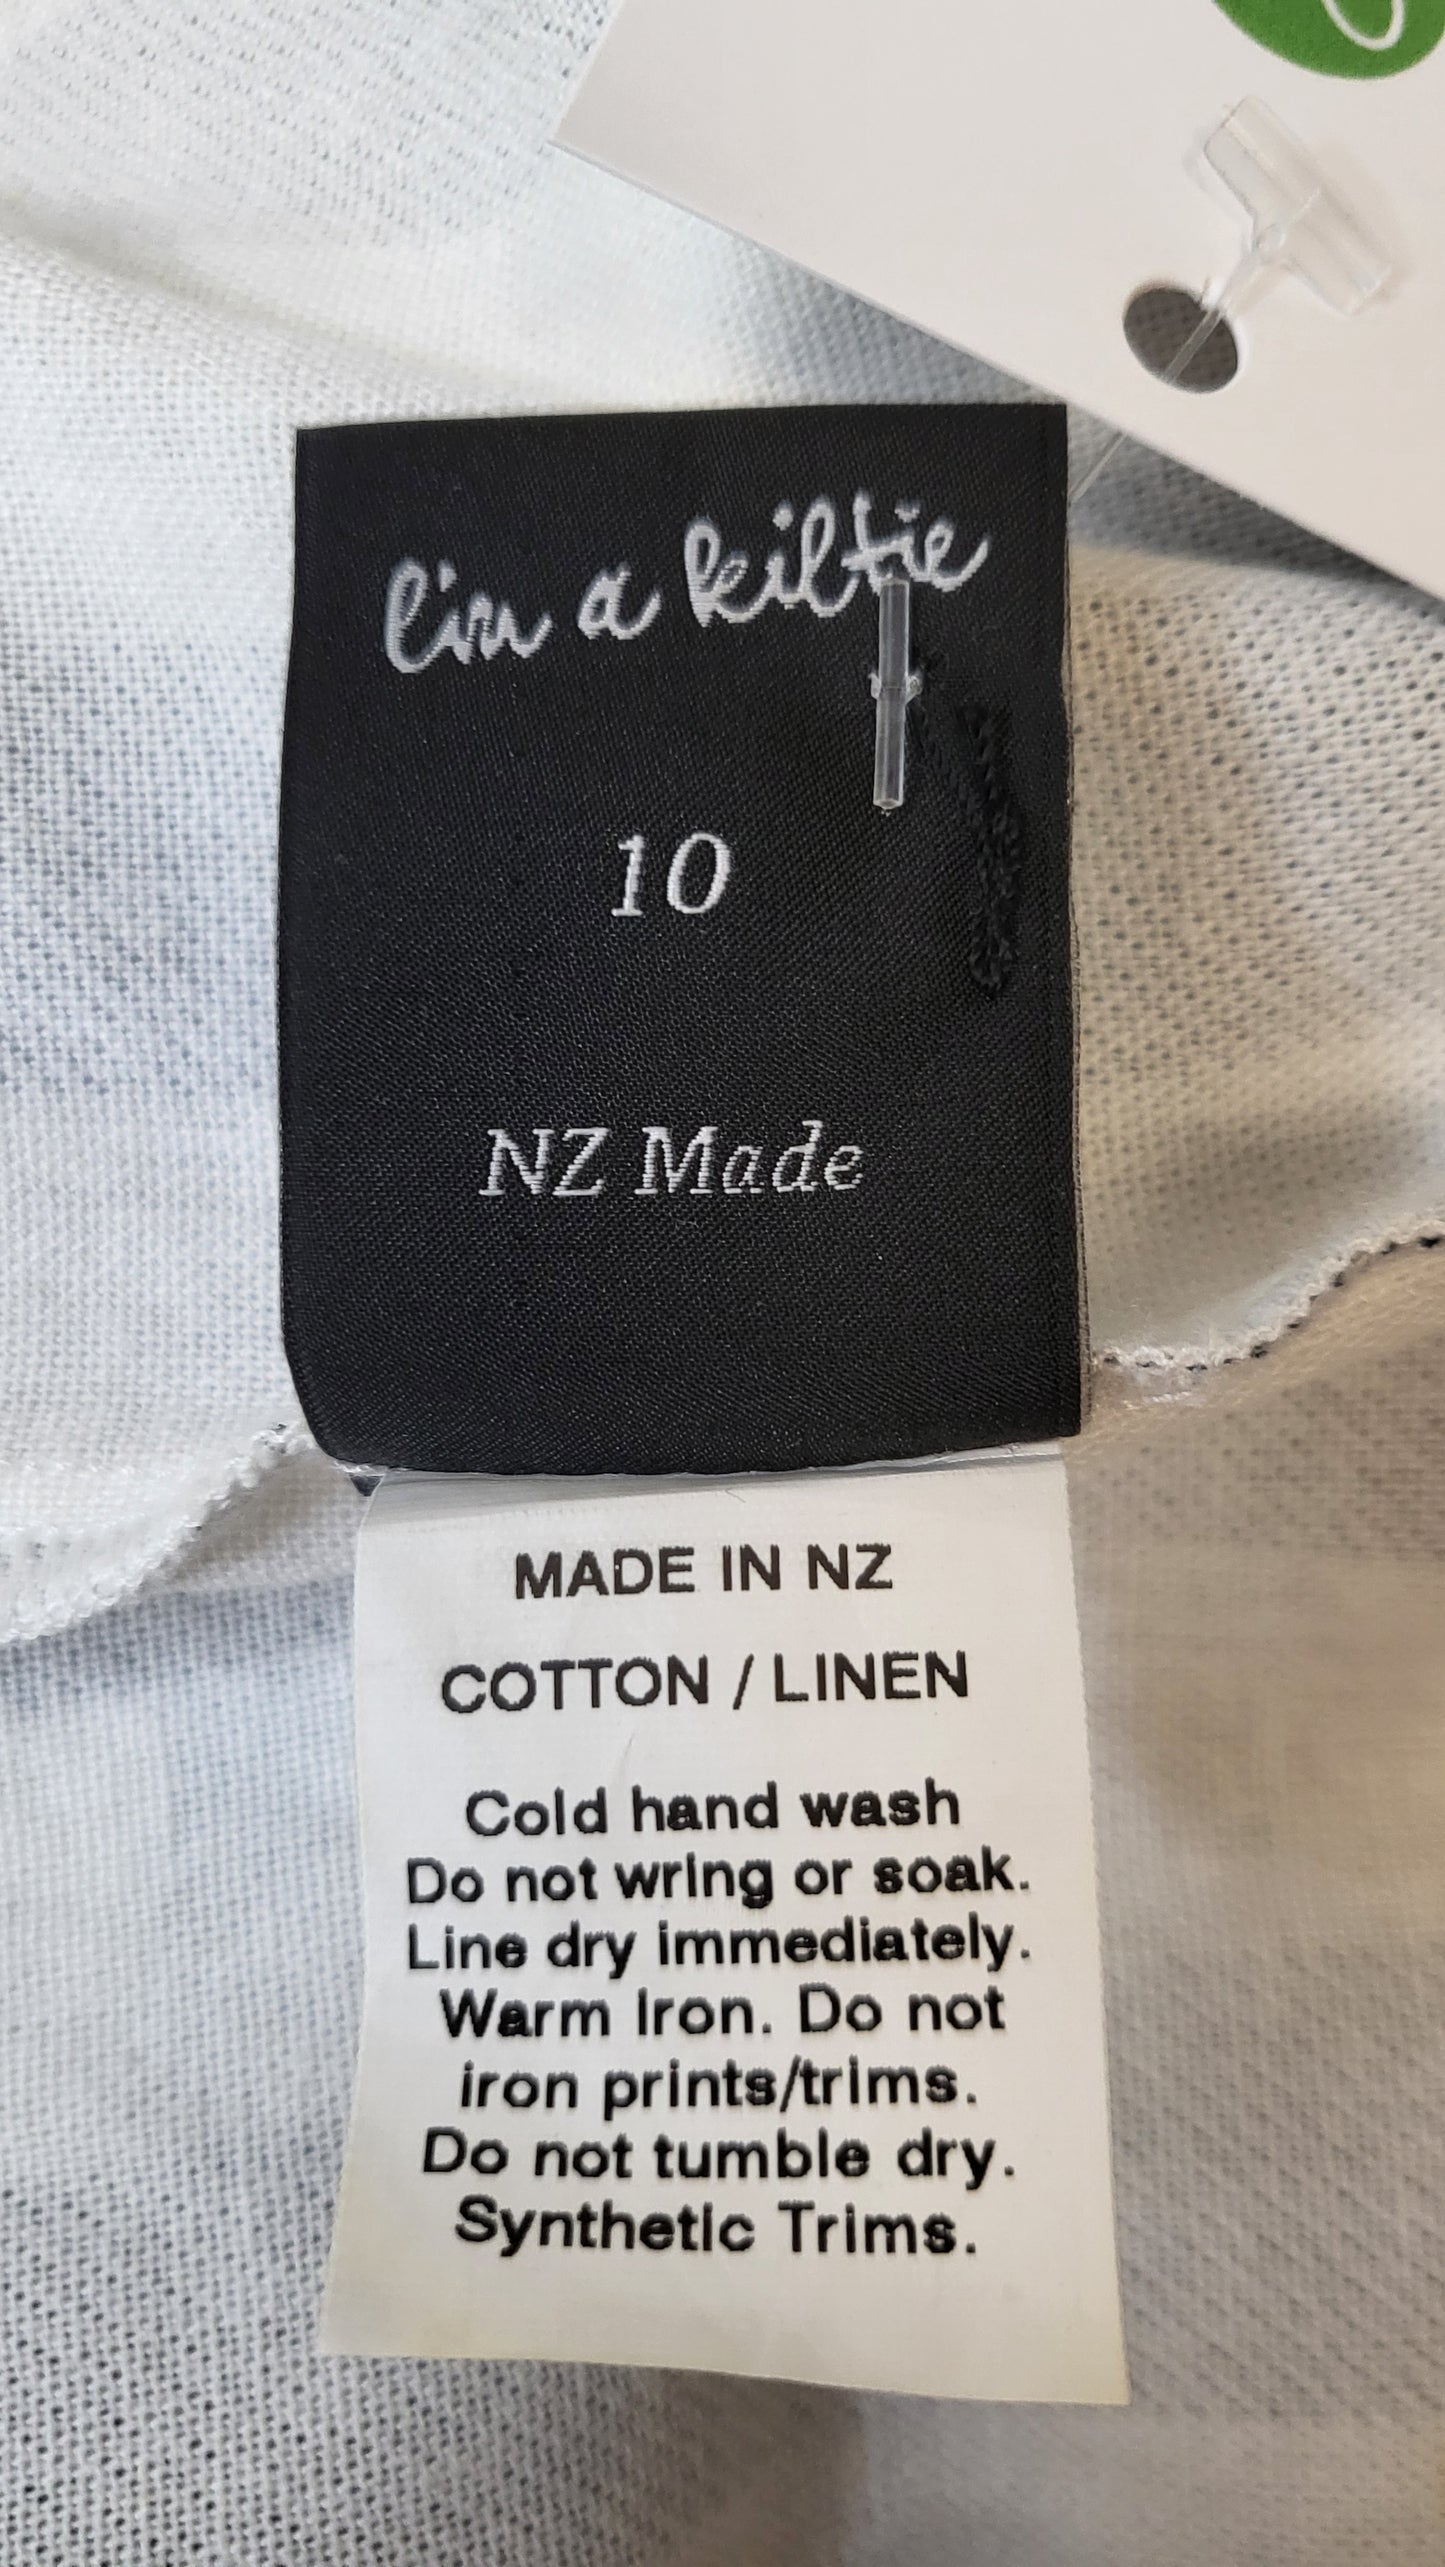 lin a kiltie
10
NZ Made
MADE IN NZ
COTTON / LINEN
Cold hand wash
Do not wring or soak.
Line dry immediately.
Warm Iron. Do not
iron prints/trims.
Do not tumble dry.
Synthetic Trims.